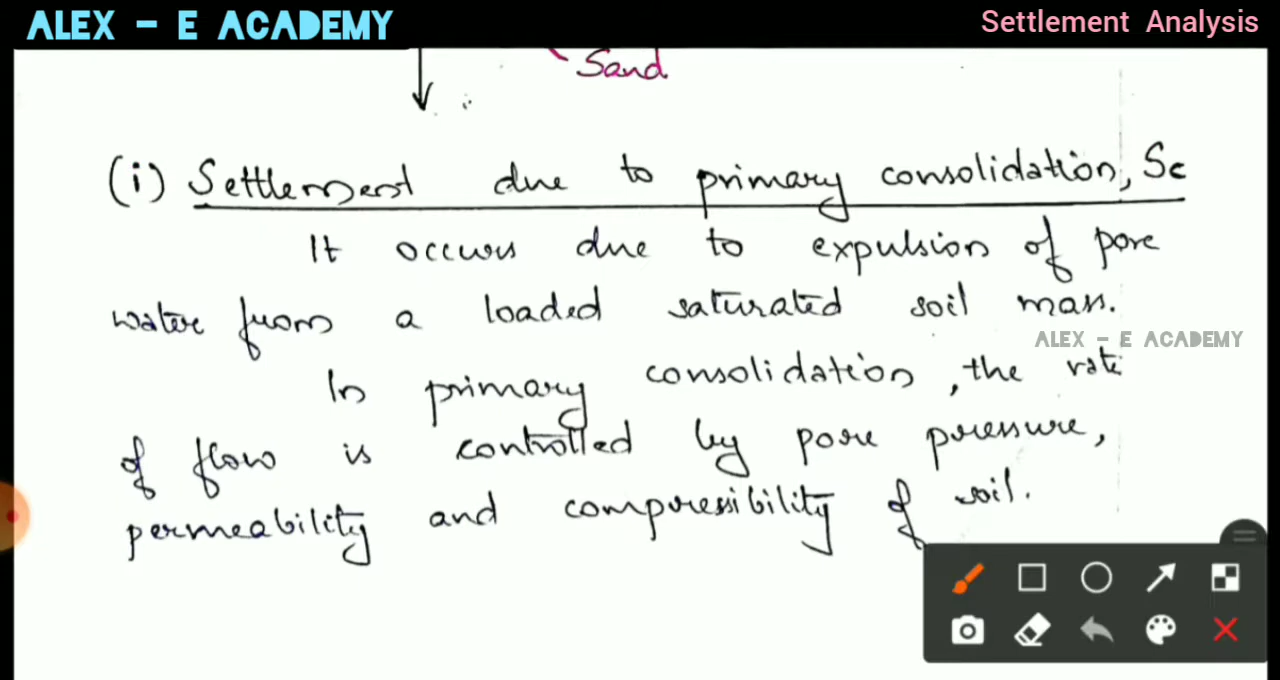 ALEX - E ACADEMY
Settlement Analysis
Sand
(i) Settlement due to primary consolidation, Sc
It occurs due to expulsion of pore
water from a loaded saturated soil mass.
ALEX - E ACADEMY
In primary consolidation, the rate
of flow is controlled by pore pressure,
permeability and compressibility of soil.